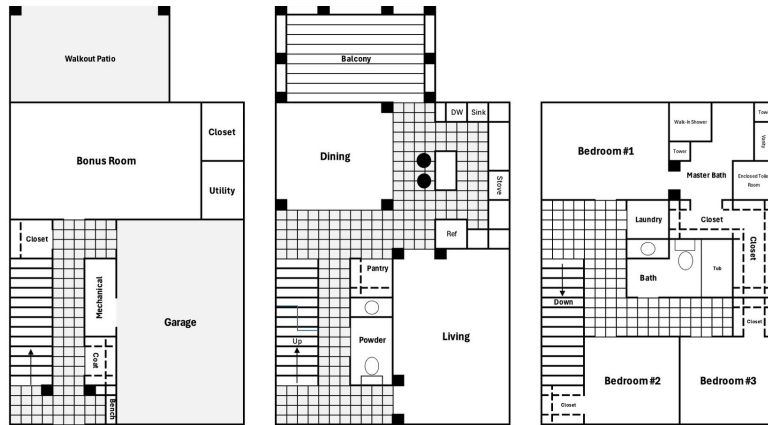 Walkout Patio
Closet
Bonus Room
Utility
Closet
Mechanical
Garage
Coat
Bench
Balcony
DW
Sink
Dining
Stove
Ref
Pantry
Up
Powder
Living
Walk-In Shower
Bedroom #1
Tower
Vanity
Master Bath
Enclosed Toilet
Room
Laundry
Closet
Closet
Bath
Tub
Down
Closet
Bedroom #2
Bedroom #3
Closet